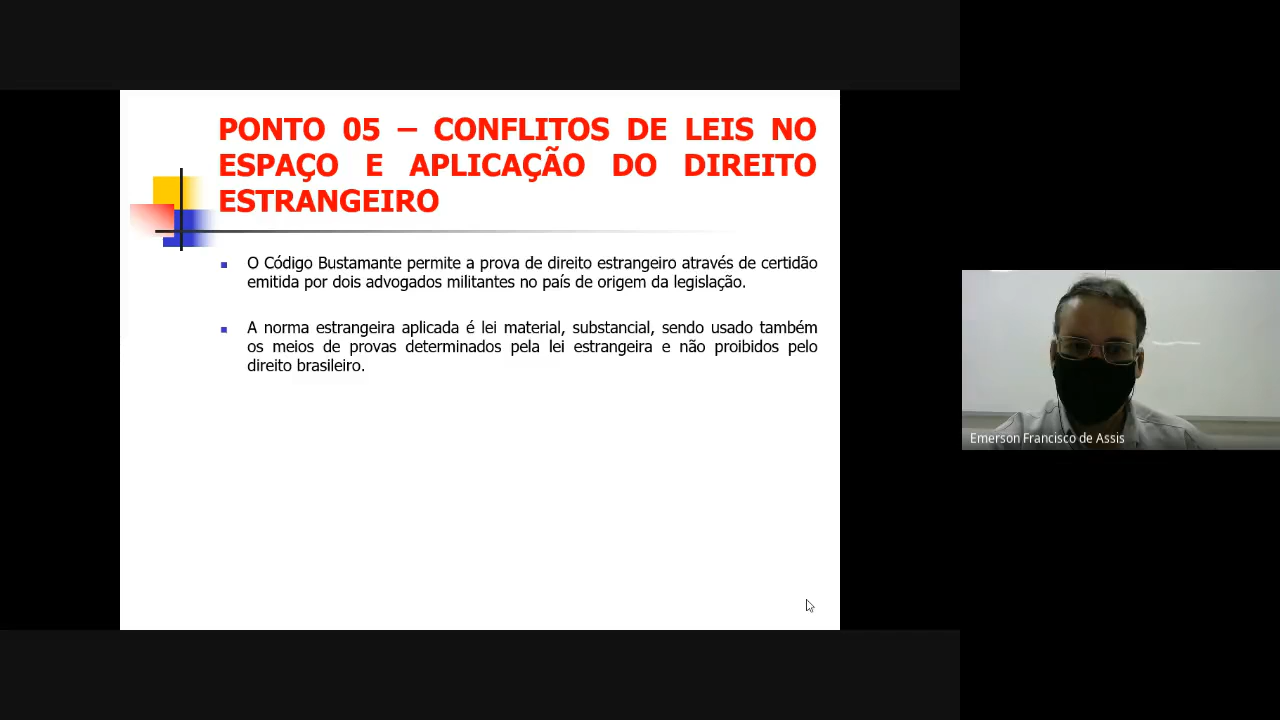 PONTO 05 – CONFLITOS DE LEIS NO
ESPAÇO E APLICAÇÃO DO DIREITO
ESTRANGEIRO
O Código Bustamante permite a prova de direito estrangeiro através de certidão
emitida por dois advogados militantes no país de origem da legislação.
A norma estrangeira aplicada é lei material, substancial, sendo usado também
os meios de provas determinados pela lei estrangeira e não proibidos pelo
direito brasileiro.
Emerson Francisco de Assis